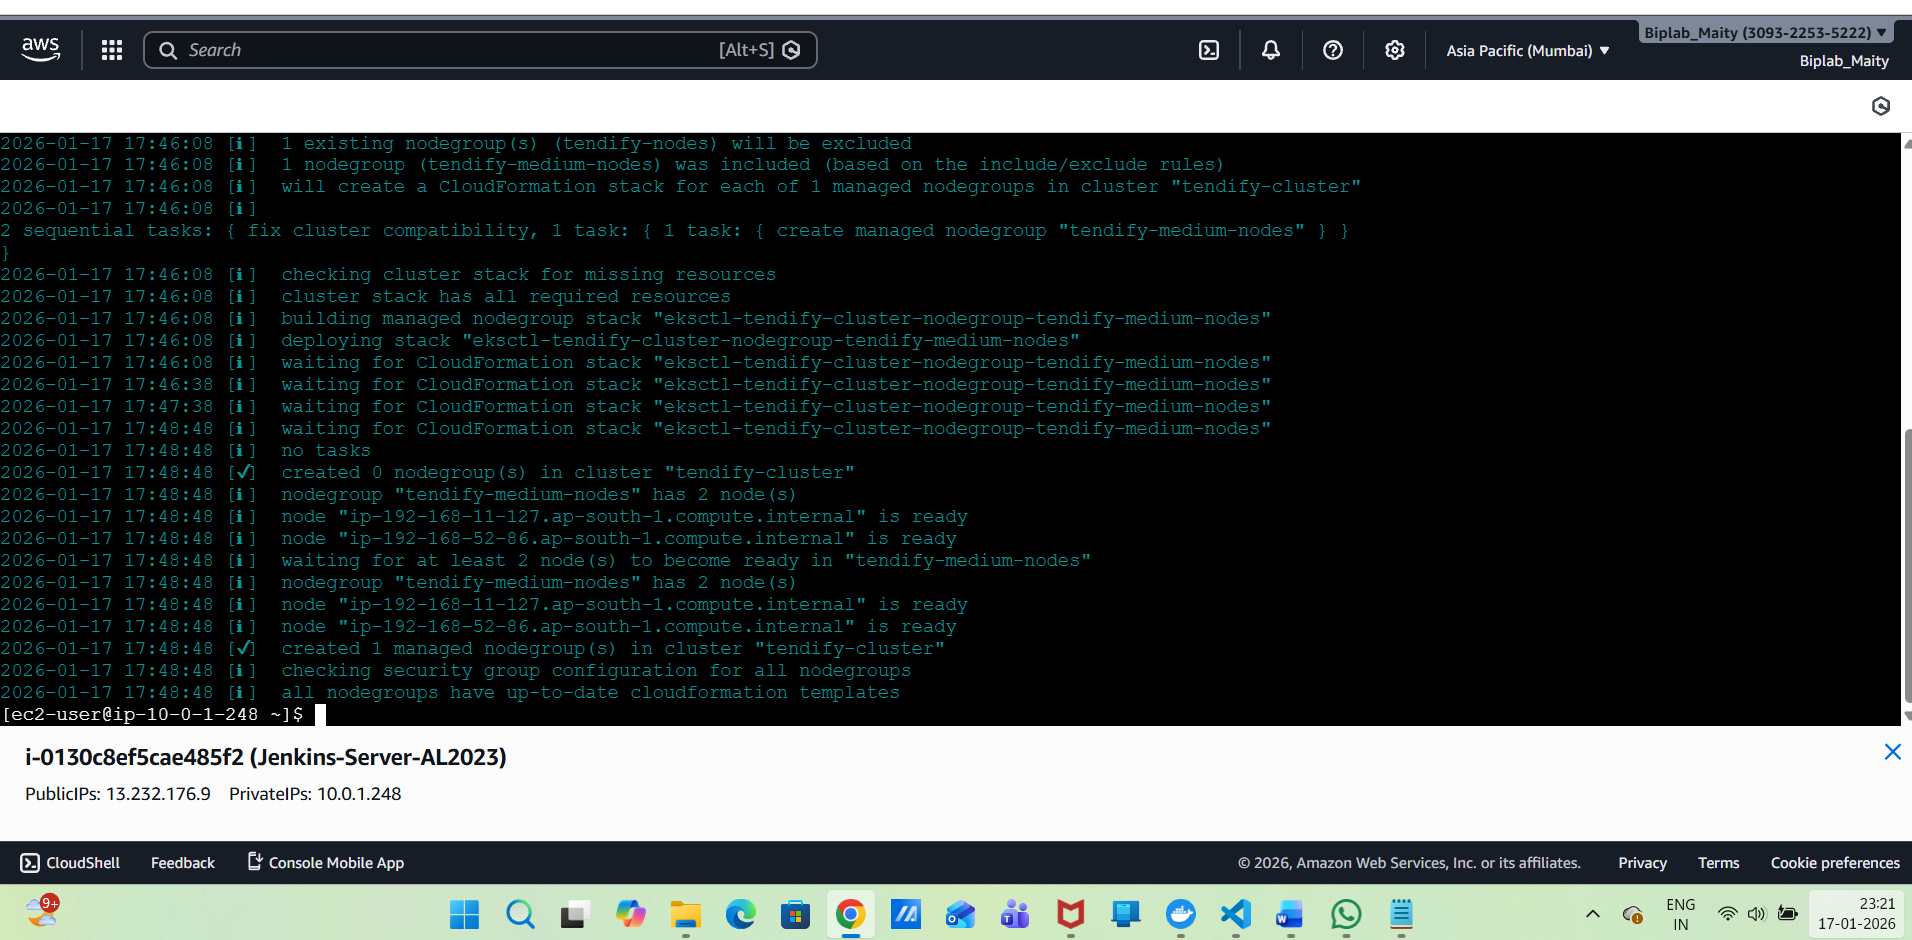 aws
Search
[Alt+S]
Asia Pacific (Mumbai) ▼
Biplab_Maity (3093-2253-5222) ▼
Biplab_Maity
2026-01-17 17:46:08 [ℹ]  1 existing nodegroup(s) (tendify-nodes) will be excluded
2026-01-17 17:46:08 [ℹ]  1 nodegroup (tendify-medium-nodes) was included (based on the include/exclude rules)
2026-01-17 17:46:08 [ℹ]  will create a CloudFormation stack for each of 1 managed nodegroups in cluster "tendify-cluster"
2026-01-17 17:46:08 [ℹ]
2 sequential tasks: { fix cluster compatibility, 1 task: { 1 task: { create managed nodegroup "tendify-medium-nodes" } }
}
2026-01-17 17:46:08 [ℹ]  checking cluster stack for missing resources
2026-01-17 17:46:08 [ℹ]  cluster stack has all required resources
2026-01-17 17:46:08 [ℹ]  building managed nodegroup stack "eksctl-tendify-cluster-nodegroup-tendify-medium-nodes"
2026-01-17 17:46:08 [ℹ]  deploying stack "eksctl-tendify-cluster-nodegroup-tendify-medium-nodes"
2026-01-17 17:46:08 [ℹ]  waiting for CloudFormation stack "eksctl-tendify-cluster-nodegroup-tendify-medium-nodes"
2026-01-17 17:46:38 [ℹ]  waiting for CloudFormation stack "eksctl-tendify-cluster-nodegroup-tendify-medium-nodes"
2026-01-17 17:47:38 [ℹ]  waiting for CloudFormation stack "eksctl-tendify-cluster-nodegroup-tendify-medium-nodes"
2026-01-17 17:48:48 [ℹ]  waiting for CloudFormation stack "eksctl-tendify-cluster-nodegroup-tendify-medium-nodes"
2026-01-17 17:48:48 [ℹ]  no tasks
2026-01-17 17:48:48 [✓]  created 0 nodegroup(s) in cluster "tendify-cluster"
2026-01-17 17:48:48 [ℹ]  nodegroup "tendify-medium-nodes" has 2 node(s)
2026-01-17 17:48:48 [ℹ]  node "ip-192-168-11-127.ap-south-1.compute.internal" is ready
2026-01-17 17:48:48 [ℹ]  node "ip-192-168-52-86.ap-south-1.compute.internal" is ready
2026-01-17 17:48:48 [ℹ]  waiting for at least 2 node(s) to become ready in "tendify-medium-nodes"
2026-01-17 17:48:48 [ℹ]  nodegroup "tendify-medium-nodes" has 2 node(s)
2026-01-17 17:48:48 [ℹ]  node "ip-192-168-11-127.ap-south-1.compute.internal" is ready
2026-01-17 17:48:48 [ℹ]  node "ip-192-168-52-86.ap-south-1.compute.internal" is ready
2026-01-17 17:48:48 [✓]  created 1 managed nodegroup(s) in cluster "tendify-cluster"
2026-01-17 17:48:48 [ℹ]  checking security group configuration for all nodegroups
2026-01-17 17:48:48 [ℹ]  all nodegroups have up-to-date cloudformation templates
[ec2-user@ip-10-0-1-248 ~]$
i-0130c8ef5cae485f2 (Jenkins-Server-AL2023)
PublicIPs: 13.232.176.9 PrivateIPs: 10.0.1.248
CloudShell Feedback Console Mobile App © 2026, Amazon Web Services, Inc. or its affiliates. Privacy Terms Cookie preferences
9+
ENG
IN
23:21
17-01-2026